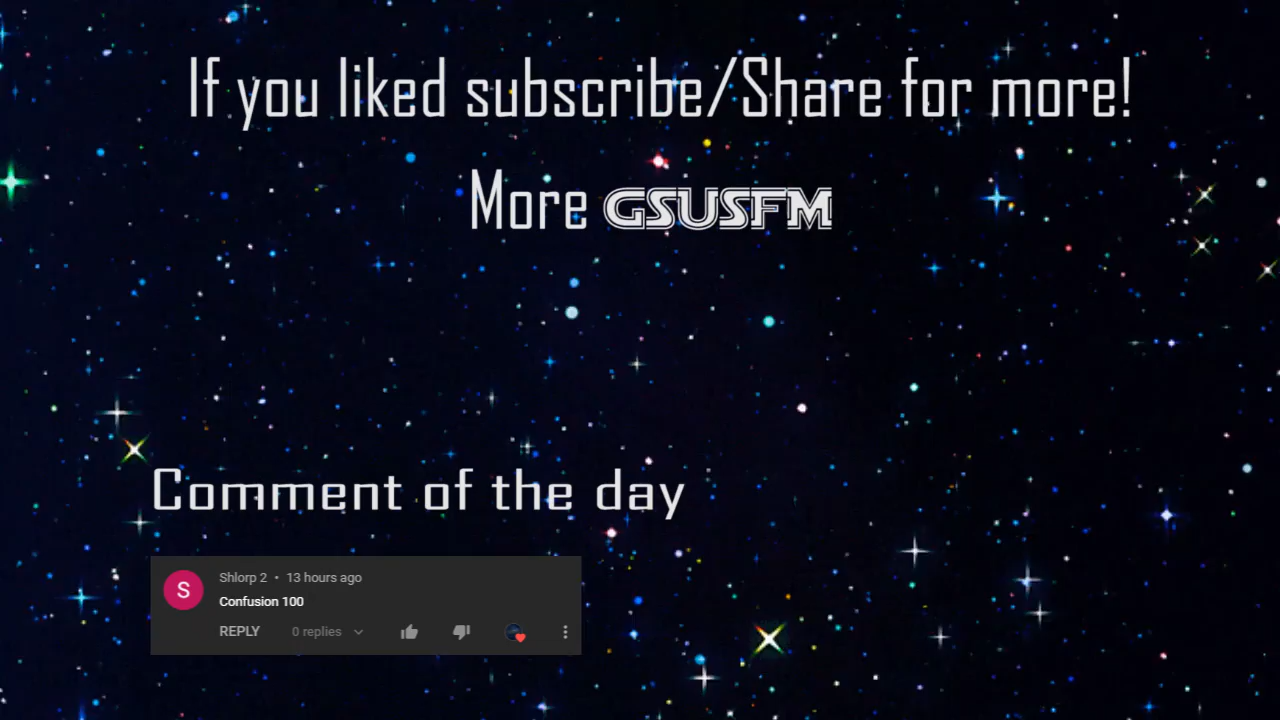 If you liked subscribe/Share for more!
More GSUSFM
Comment of the day
S
Shlorp 2 • 13 hours ago
Confusion 100
REPLY 0 replies